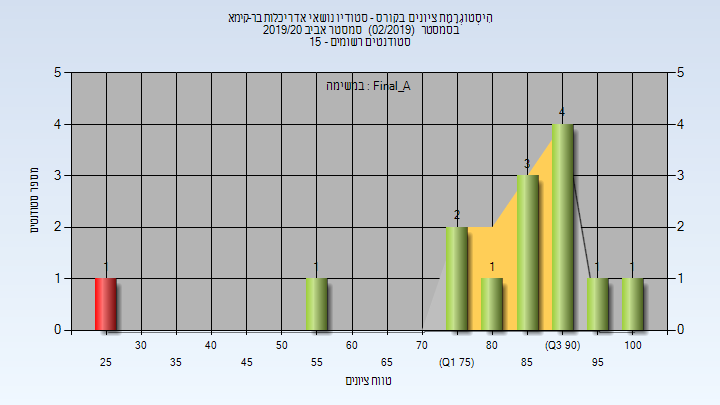 היסטוגרמת ציונים בקורס - סטודיו נושאי אדריכלות בר-קימא
בסמסטר (02/2019) סמסטר אביב 2019/20
סטודנטים רשומים - 15
במשימה : Final_A
מספר סטודנטים
5 5
4 4
3 3
2 2
1 1
0 0
1 1 2 1 3 4 1 1
30 40 50 60 70 80 (Q3 90) 100
25 35 45 55 65 (Q1 75) 85 95
טווח ציונים